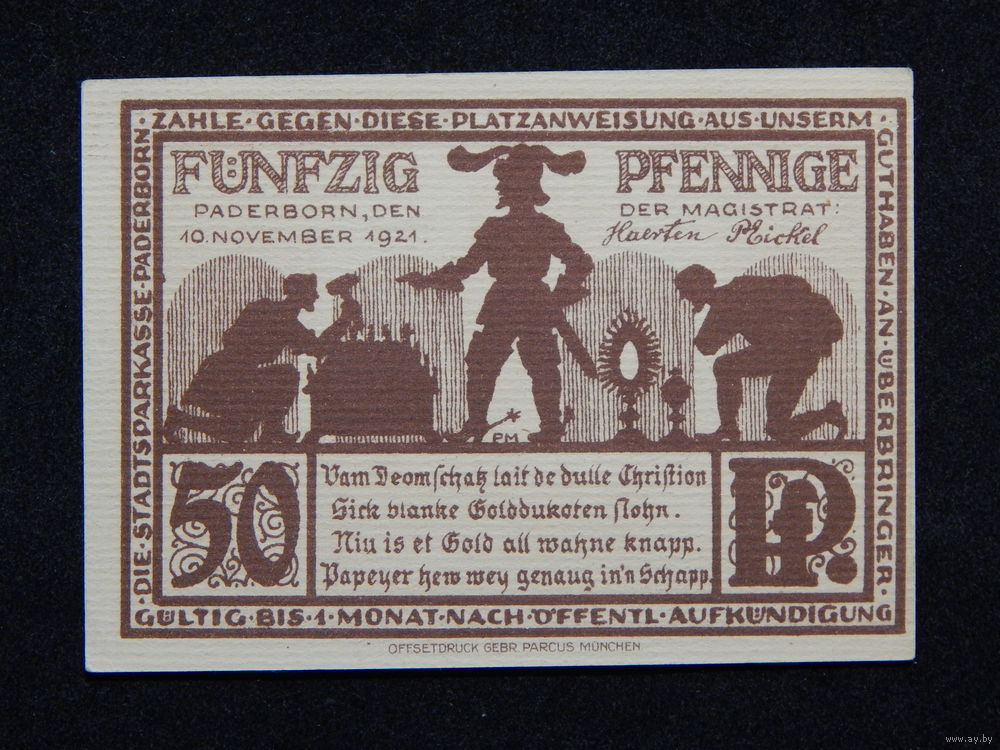 ·ZAHLE·GEGEN·DIESE·PLATZANWEISUNG·AUS·UNSERM·
GUTHABEN·AN·ÜBERBRINGER·
DIE·STADTSPARKASSE·PADERBORN
FÜNFZIG PFENNIGE
PADERBORN, DEN
10. NOVEMBER 1921.
DER MAGISTRAT:
Haerten Plickel
PM
50
Vam Deomschatz lait de dulle Christion
Sick blanke Golddukoten slohn.
Niu is et Gold all wahne knapp.
Papeyer hew wey genaug in'n Schapp.
P.
GÜLTIG·BIS·1·MONAT·NACH·ÖFFENTL·AUFKÜNDIGUNG
OFFSETDRUCK GEBR. PARCUS MÜNCHEN
www.ay.by